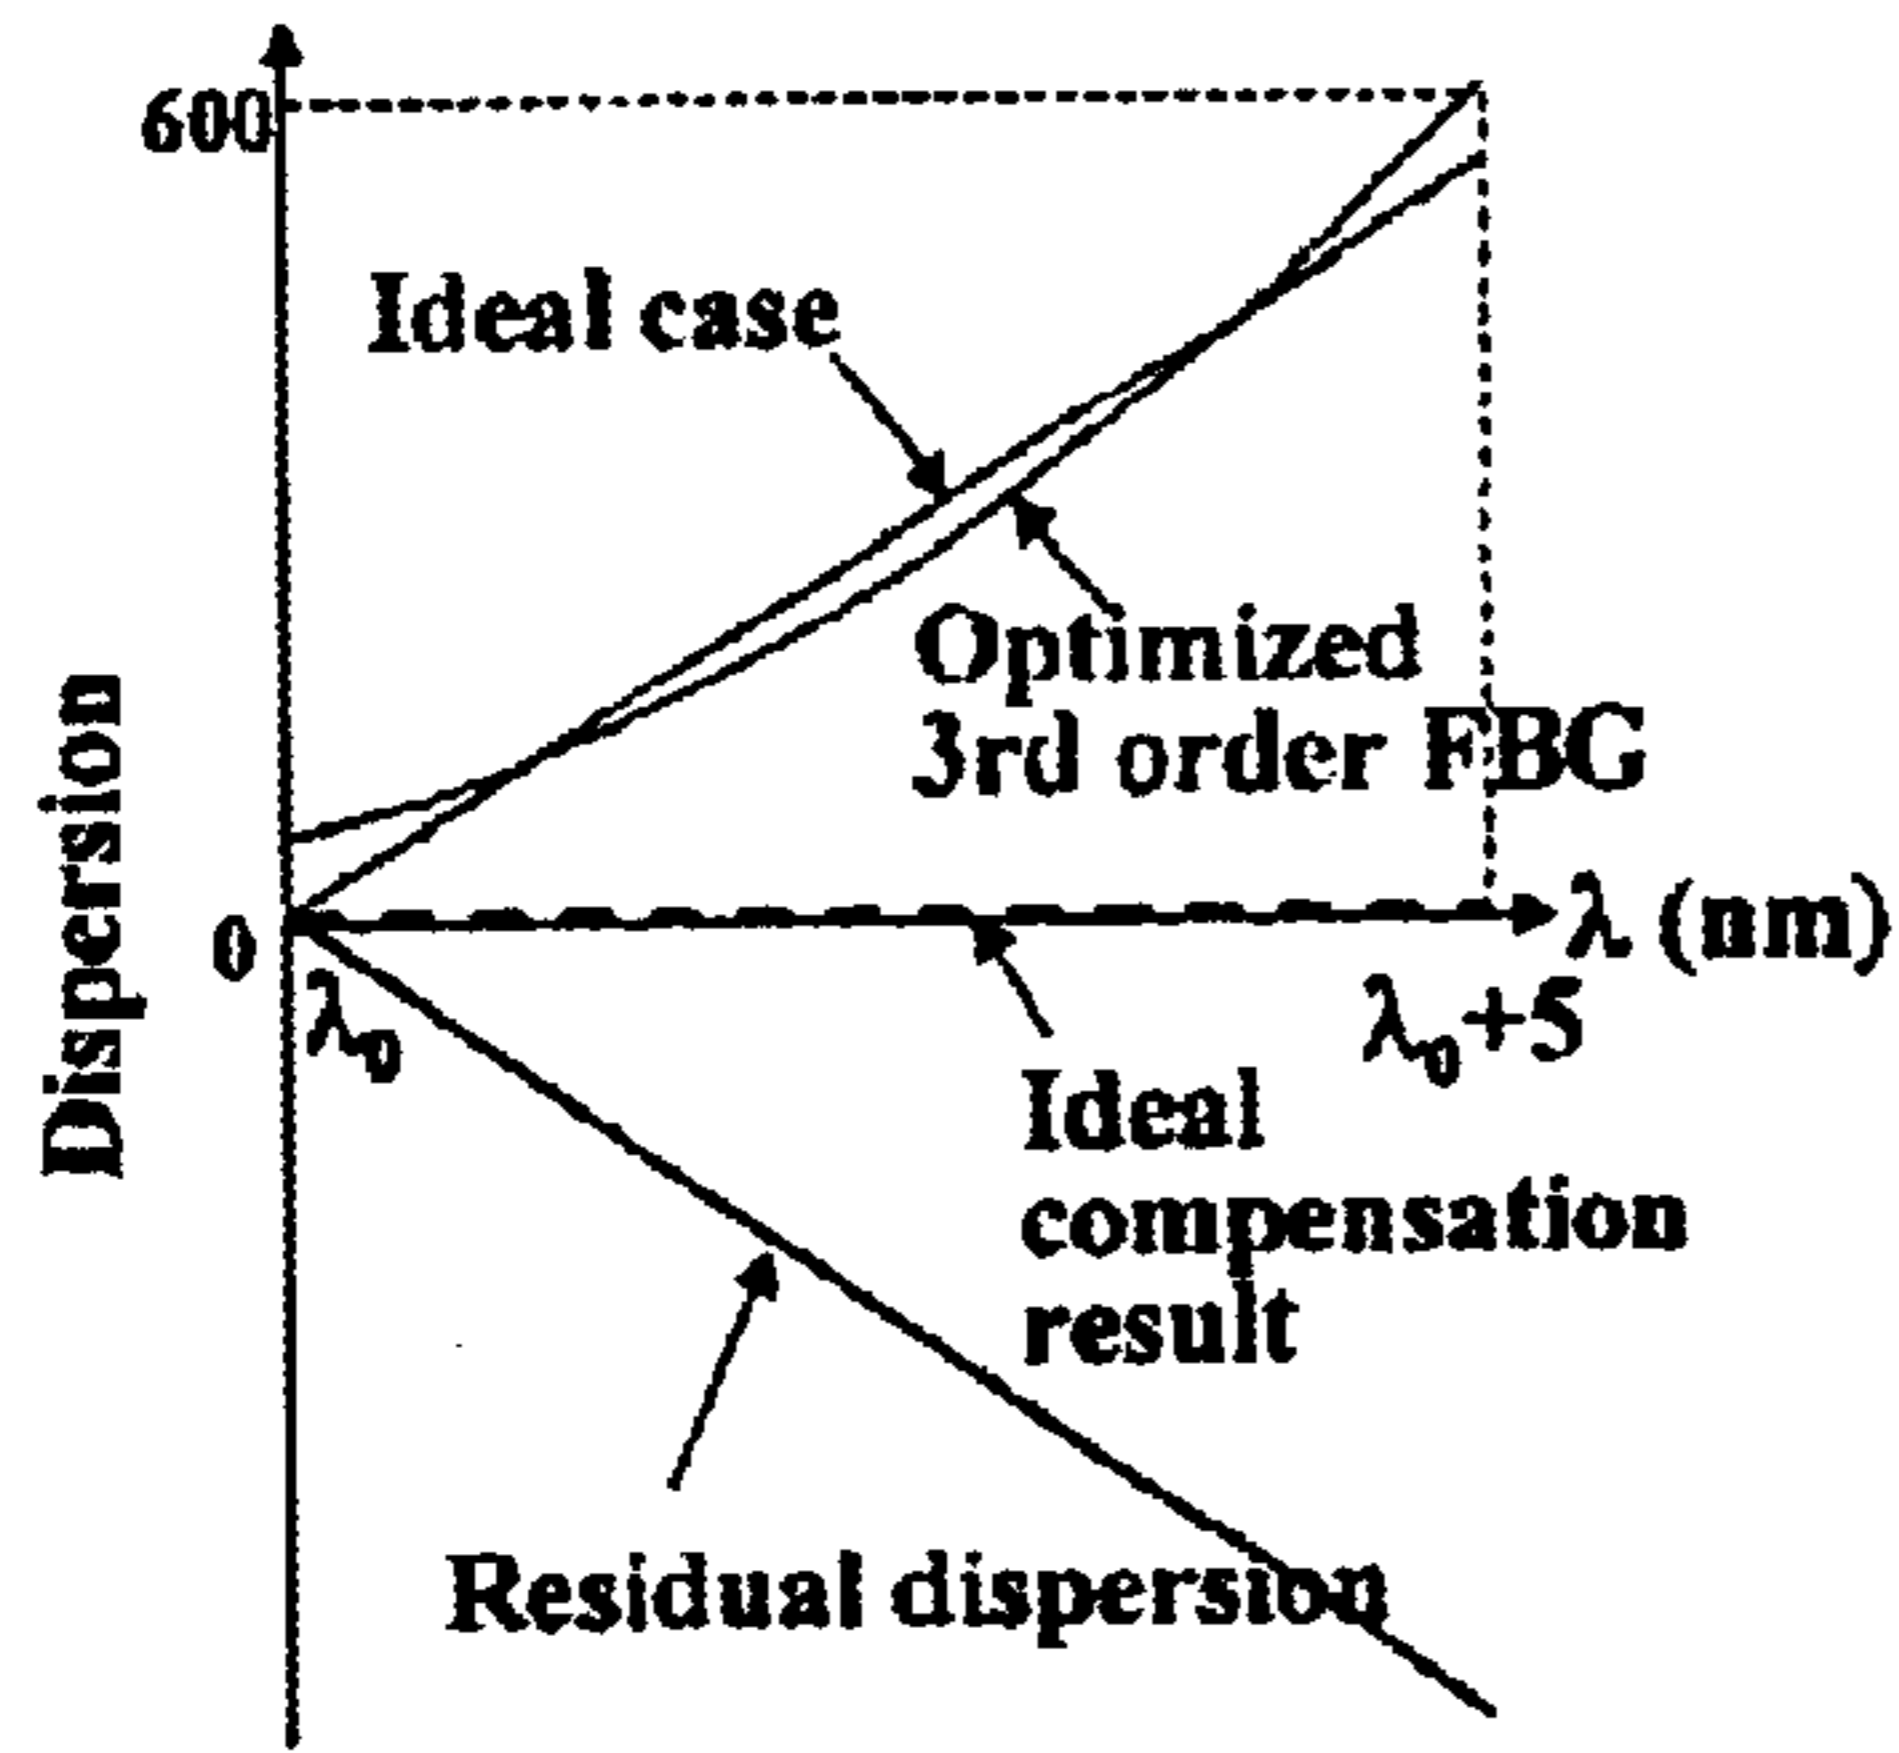 600
Ideal case
Optimized
3rd order FBG
Dispersion
0
λ (nm)
λ₀
λ₀+5
Ideal
compensation
result
Residual dispersion